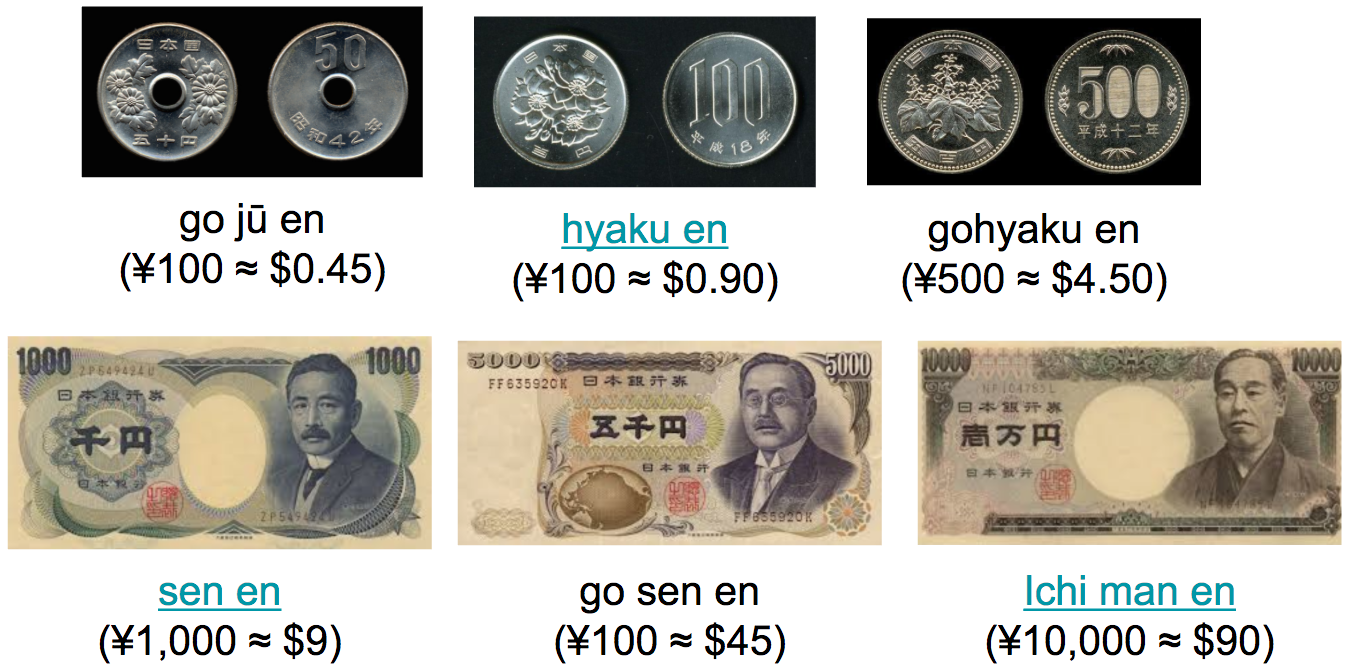 日本国
五十円
50
昭和42年
日本国
百円
100
平成18年
日本国
五百円
500
平成十二年
go jū en
(¥100 ≈ $0.45)
hyaku en
(¥100 ≈ $0.90)
gohyaku en
(¥500 ≈ $4.50)
1000 1000
日本銀行券
千円
日本銀行
5000 5000
FF635920K 日本銀行券
五千円
日本銀行
FF635920K
10000 10000
日本銀行券
壱万円
日本銀行
sen en
(¥1,000 ≈ $9)
go sen en
(¥100 ≈ $45)
Ichi man en
(¥10,000 ≈ $90)